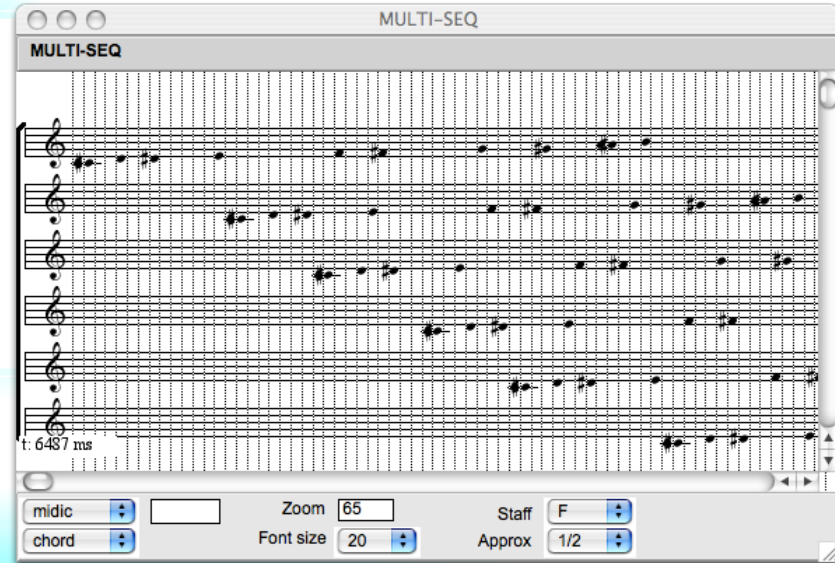 MULTI-SEQ
MULTI-SEQ
t: 6487 ms
midic Zoom 65 Staff F
chord Font size 20 Approx 1/2